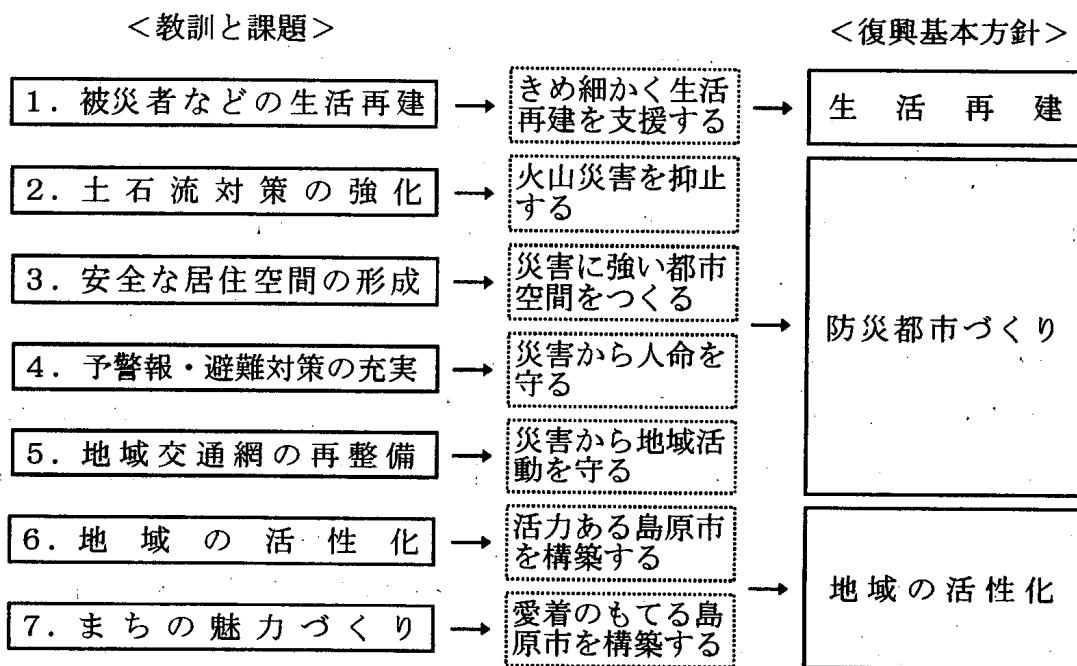 ＜教訓と課題＞
＜復興基本方針＞
1. 被災者などの生活再建
きめ細かく生活
再建を支援する
生活再建
2. 土石流対策の強化
火山災害を抑止
する
3. 安全な居住空間の形成
災害に強い都市
空間をつくる
防災都市づくり
4. 予警報・避難対策の充実
災害から人命を
守る
5. 地域交通網の再整備
災害から地域活
動を守る
6. 地域の活性化
活力ある島原市
を構築する
地域の活性化
7. まちの魅力づくり
愛着のもてる島
原市を構築する